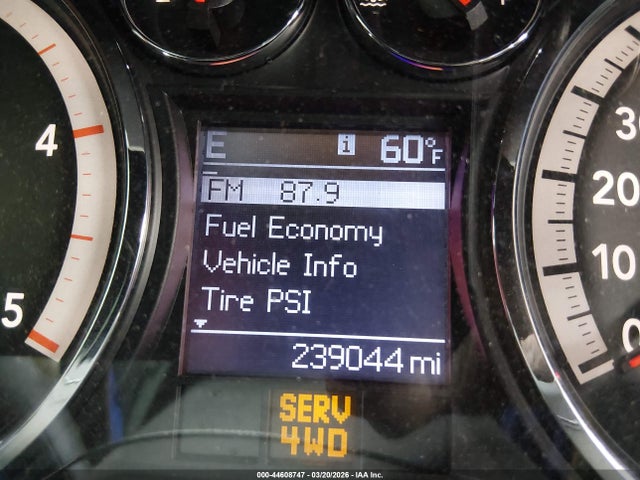 E i 60°F
FM 87.9
Fuel Economy
Vehicle Info
Tire PSI
239044 mi
SERV
4WD
4
5
30
20
10
0
000-44608747 - 03/20/2026 - IAA Inc.